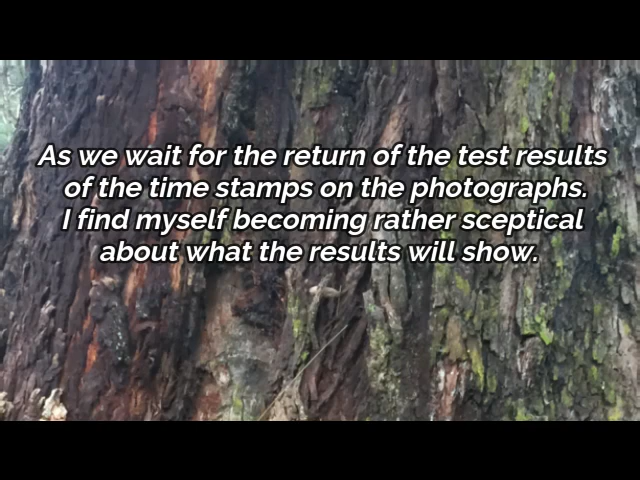 As we wait for the return of the test results
of the time stamps on the photographs.
I find myself becoming rather sceptical
about what the results will show.